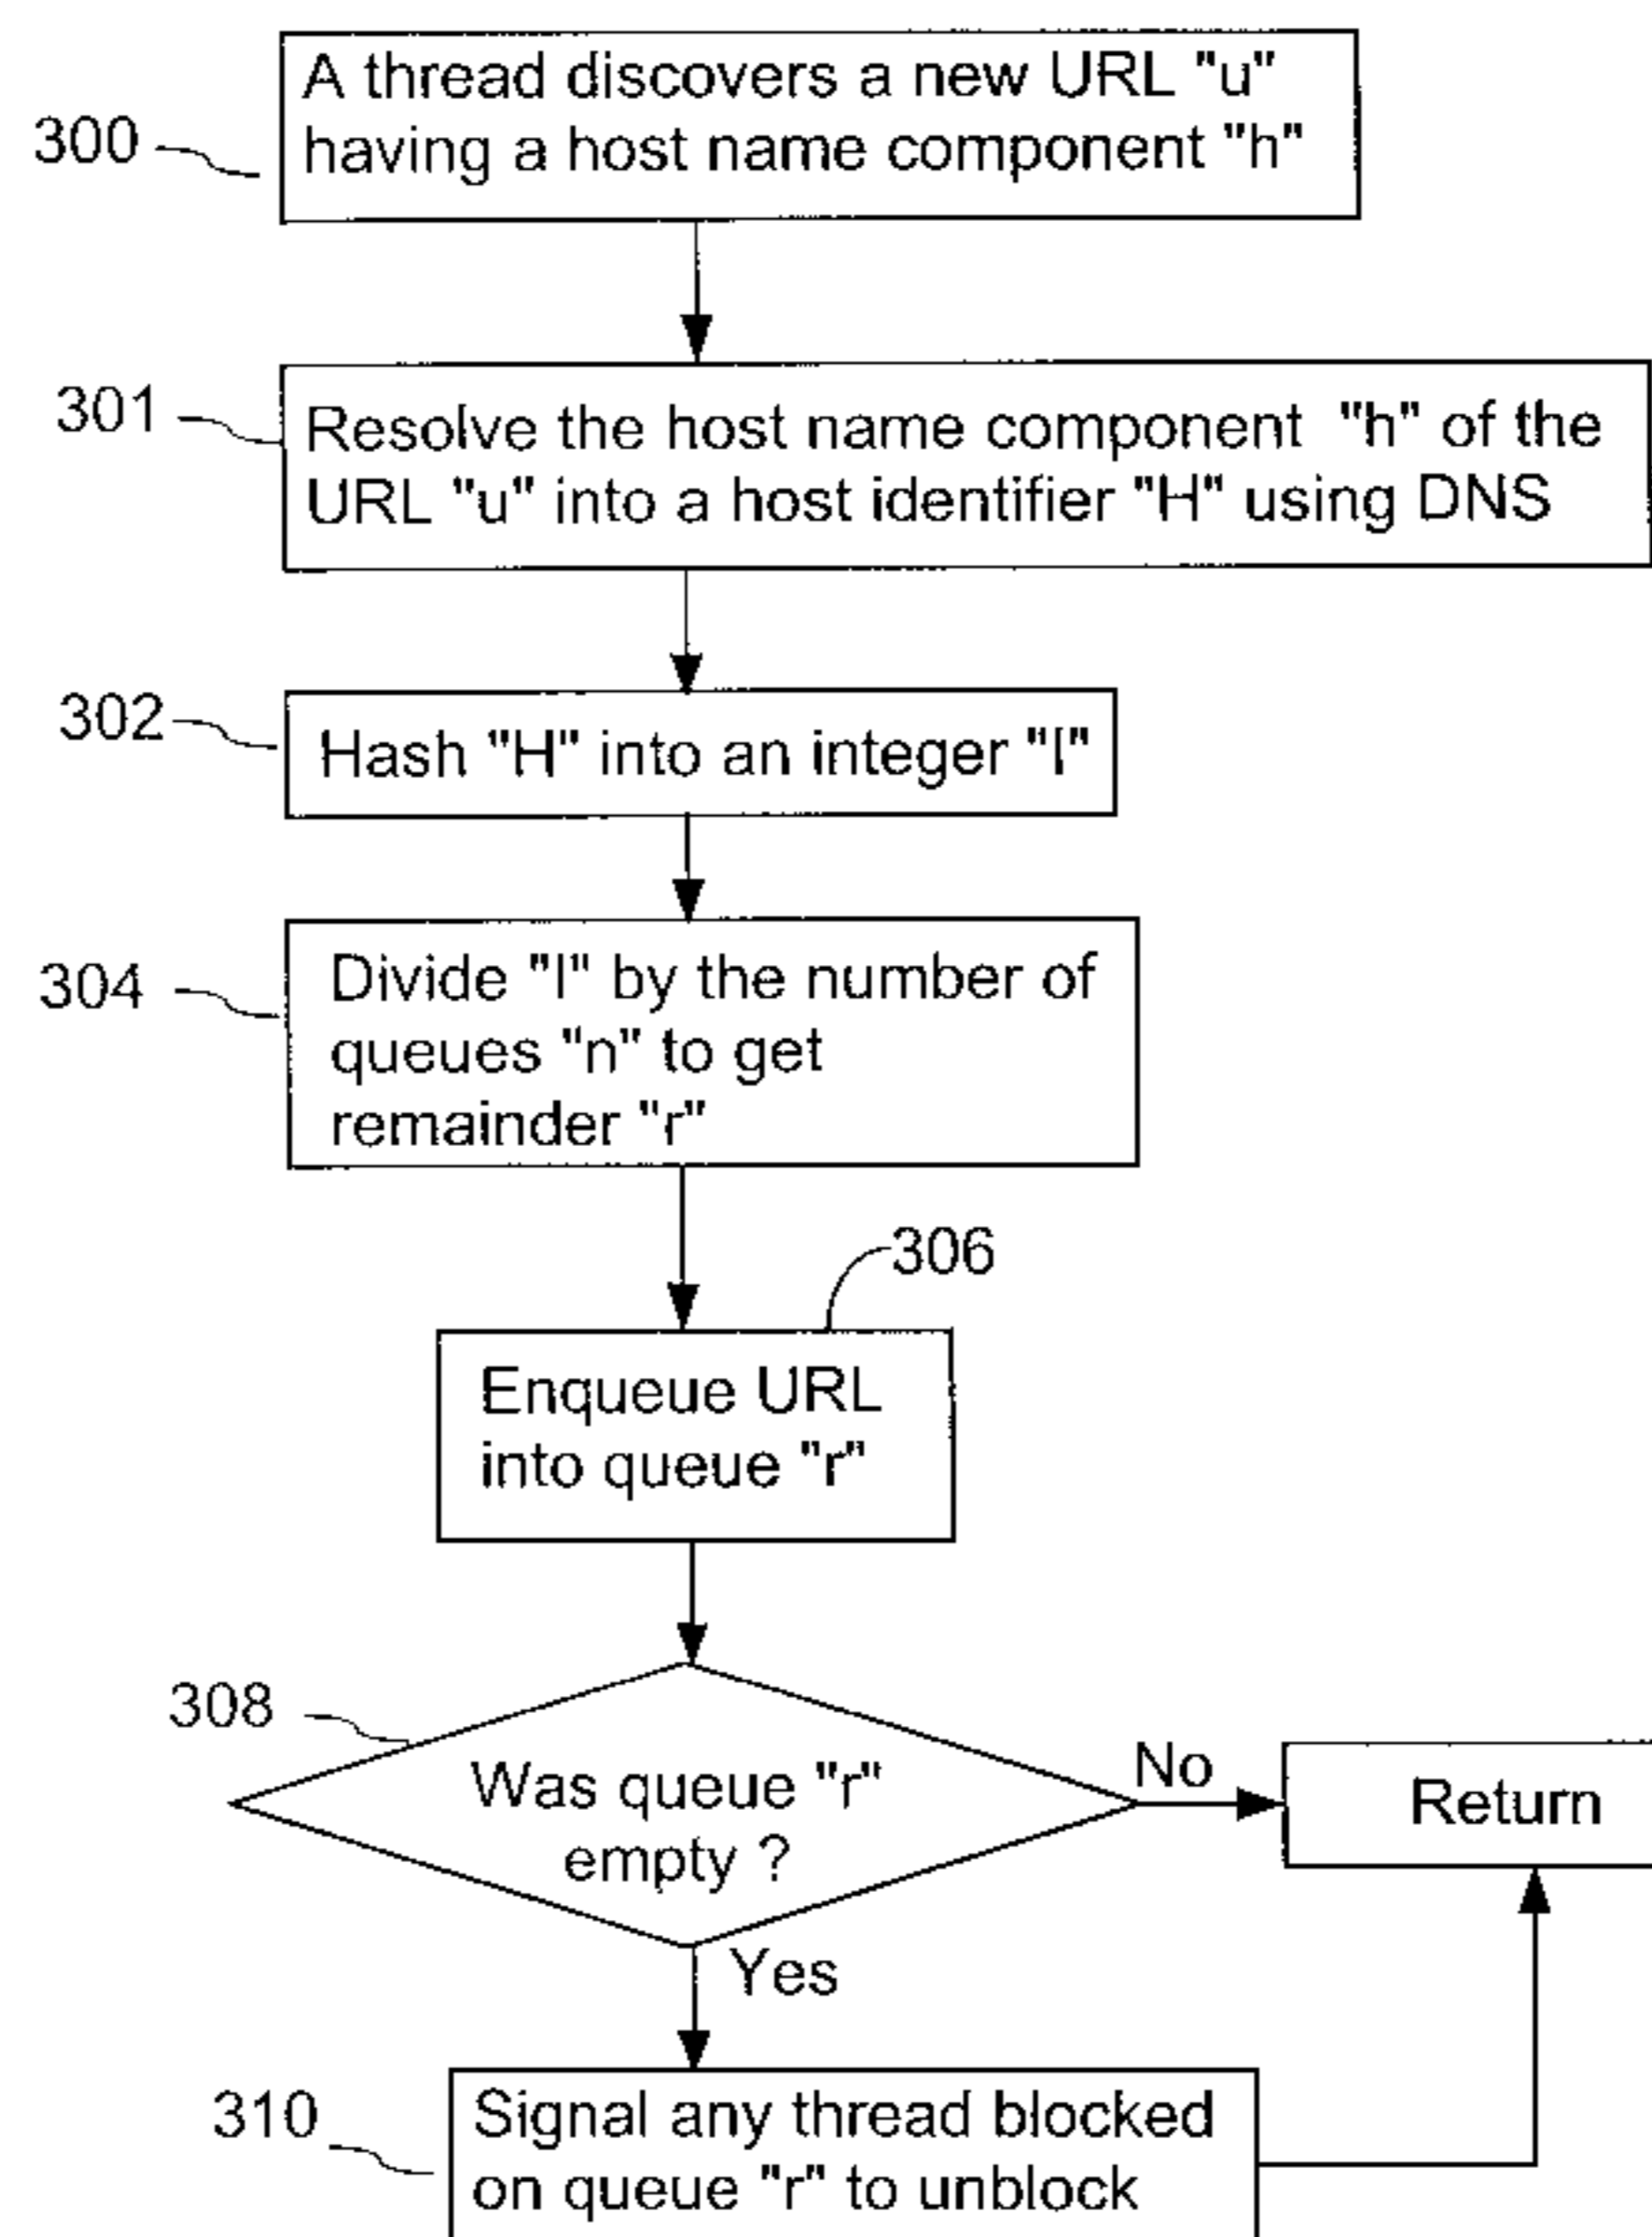 A thread discovers a new URL "u"
having a host name component "h"
300
301
Resolve the host name component "h" of the
URL "u" into a host identifier "H" using DNS
302
Hash "H" into an integer "I"
304
Divide "I" by the number of
queues "n" to get
remainder "r"
306
Enqueue URL
into queue "r"
308
Was queue "r"
empty ?
No
Return
Yes
310
Signal any thread blocked
on queue "r" to unblock